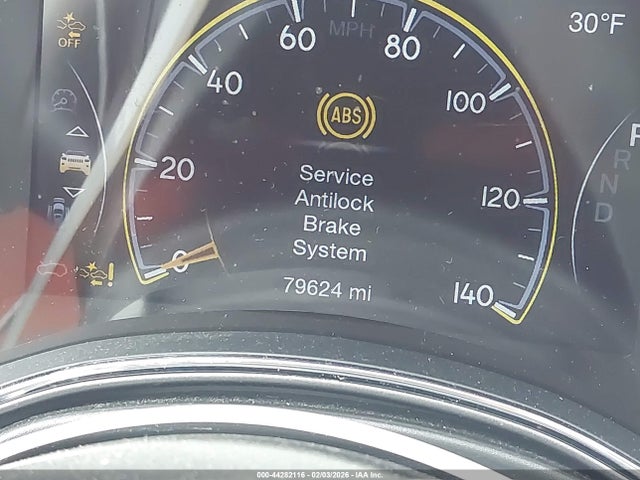 OFF
30°F
MPH
0
20
40
60
80
100
120
140
ABS
Service
Antilock
Brake
System
79624 mi
P
R
N
D
000-44282116 - 02/03/2026 - IAA Inc.